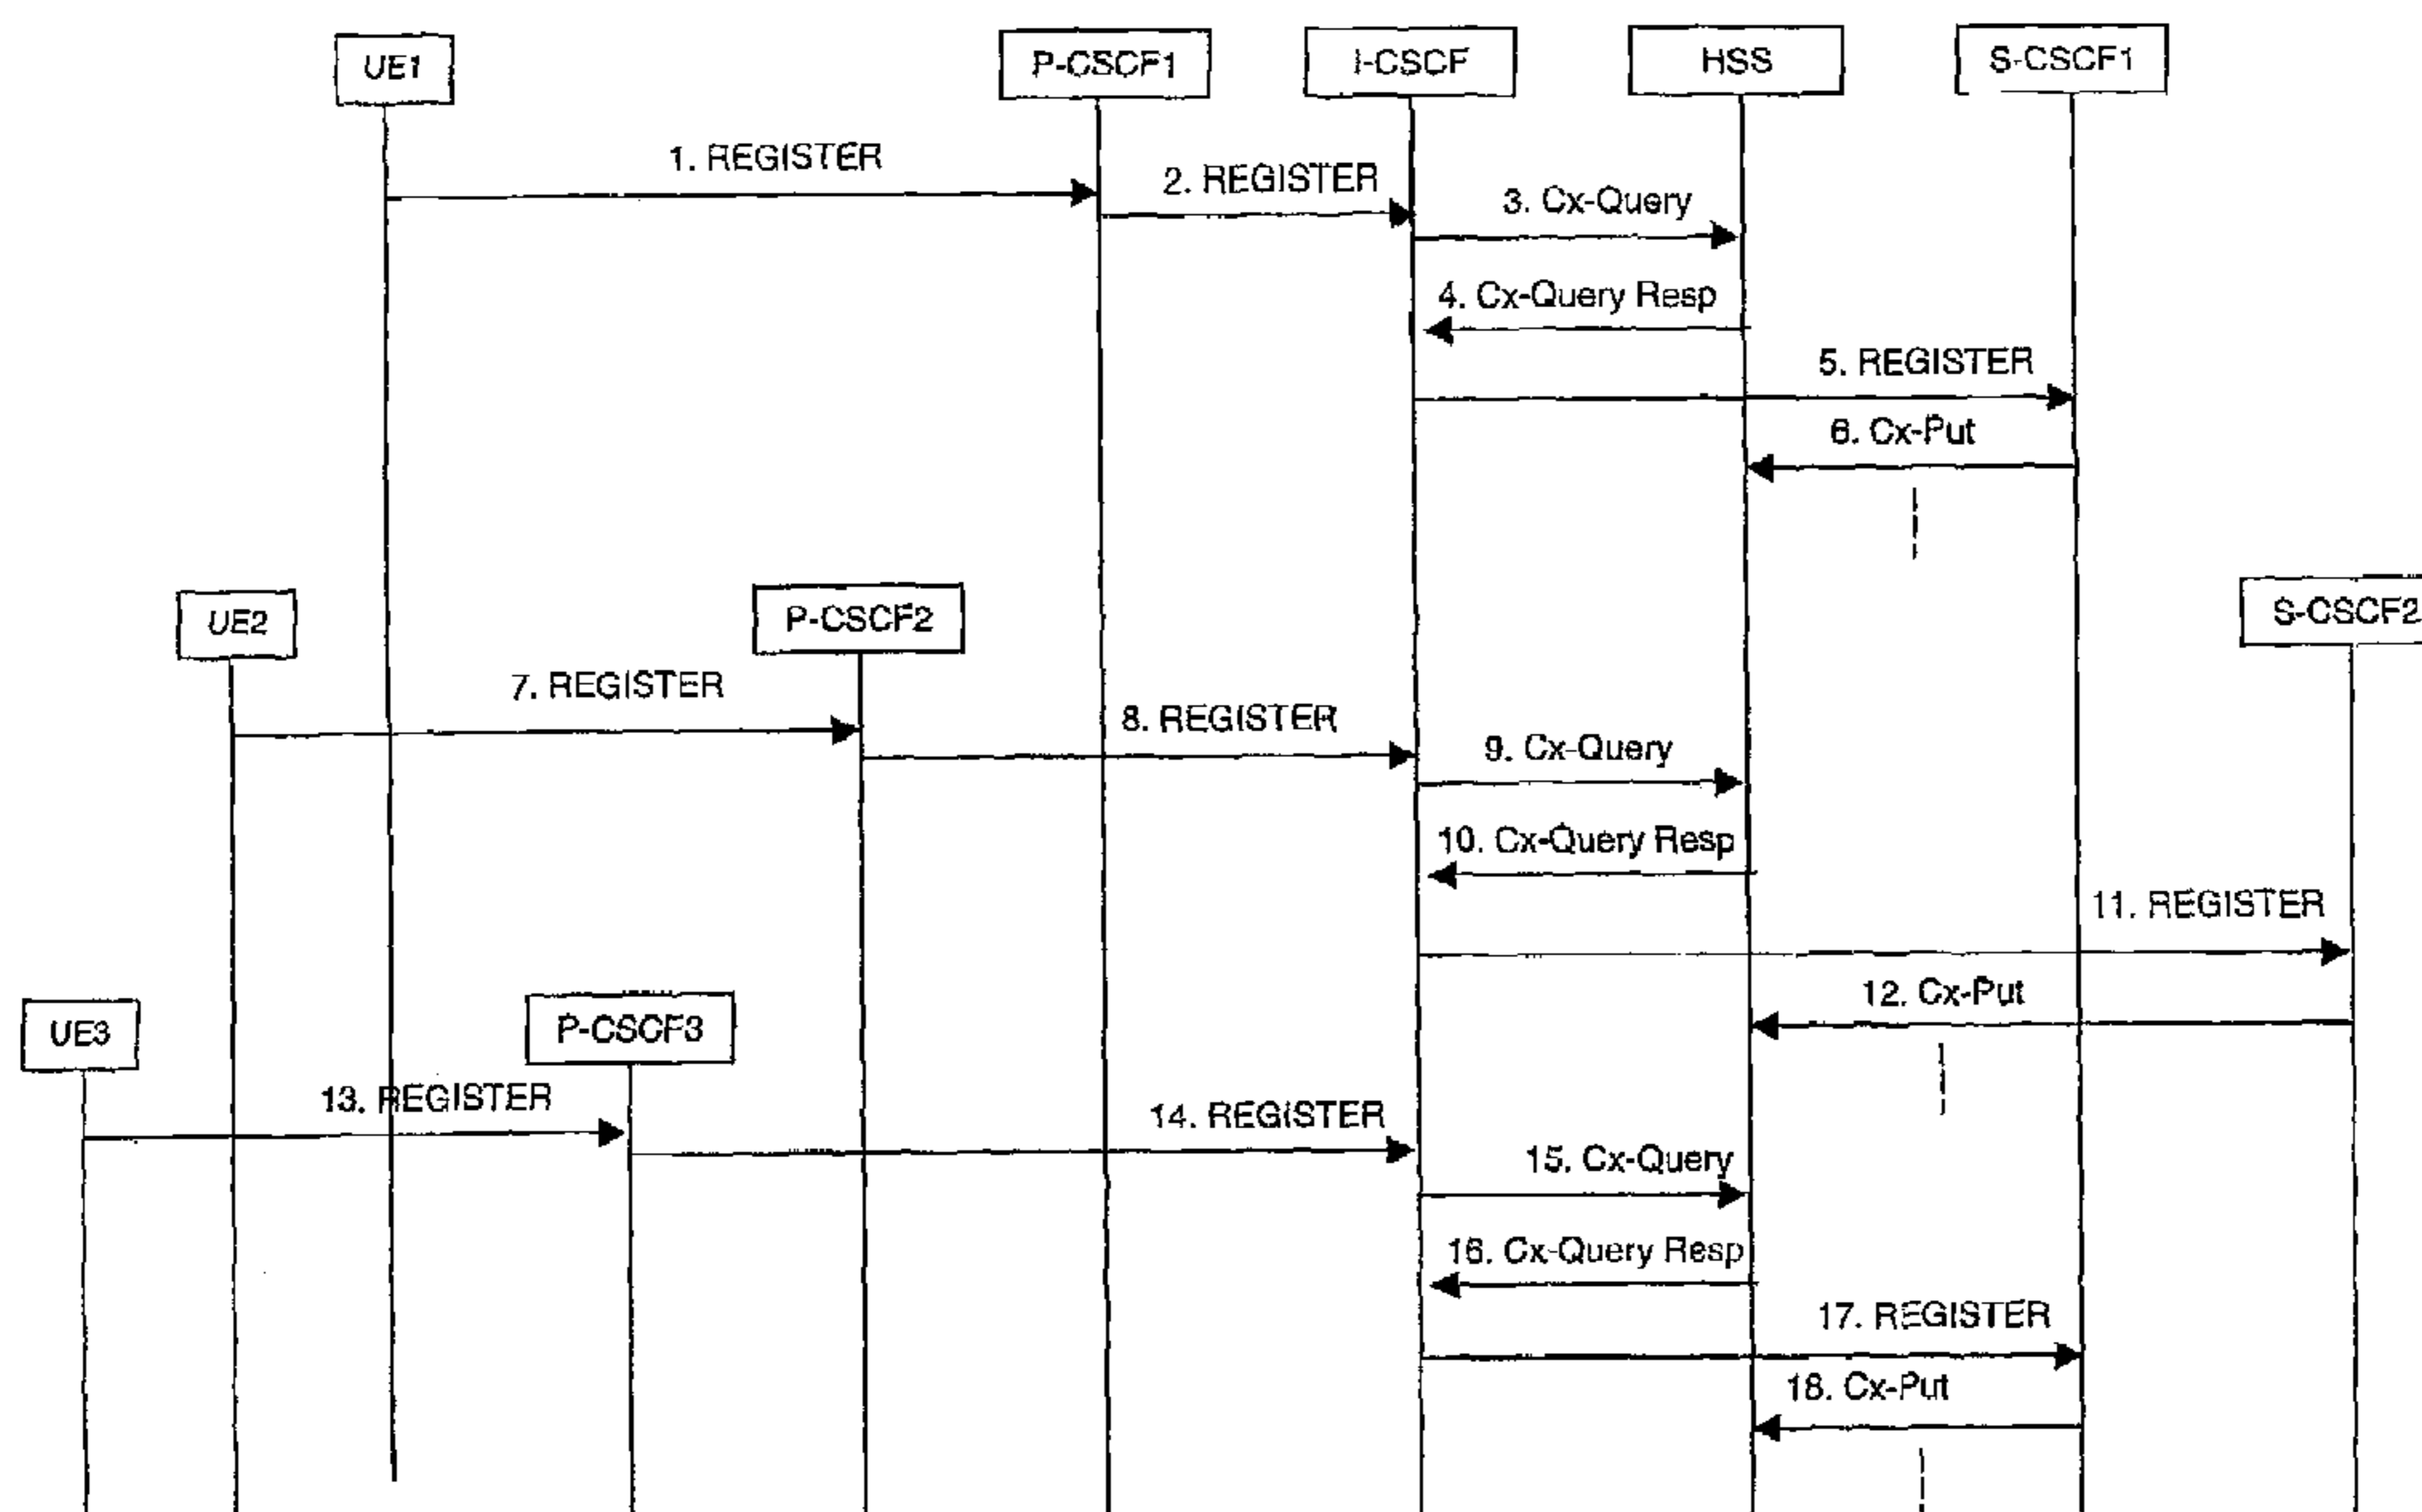 UE1
P-CSCF1
I-CSCF
HSS
S-CSCF1
1. REGISTER
2. REGISTER
3. Cx-Query
4. Cx-Query Resp
5. REGISTER
6. Cx-Put
UE2
P-CSCF2
S-CSCF2
7. REGISTER
8. REGISTER
9. Cx-Query
10. Cx-Query Resp
11. REGISTER
12. Cx-Put
UE3
P-CSCF3
13. REGISTER
14. REGISTER
15. Cx-Query
16. Cx-Query Resp
17. REGISTER
18. Cx-Put